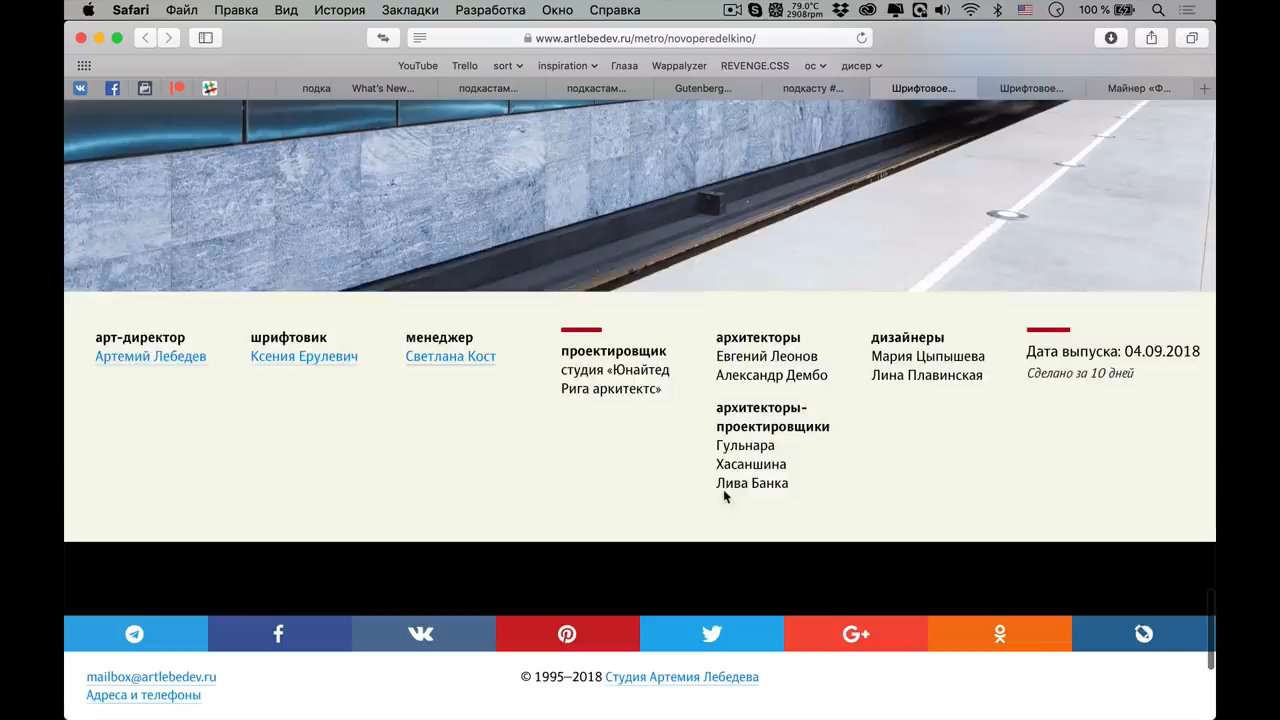 Safari Файл Правка Вид История Закладки Разработка Окно Справка 79.0°C 2908rpm 100 %
www.artlebedev.ru/metro/novoperedelkino/
YouTube Trello sort inspiration Глаза Wappalyzer REVENGE.CSS ос дисер
подка What's New... подкастам... подкастам... Gutenberg... подкасту #... Шрифтовое... Шрифтовое... Майнер «Ф...
арт-директор
Артемий Лебедев
шрифтовик
Ксения Ерулевич
менеджер
Светлана Кост
проектировщик
студия «Юнайтед
Рига аркитектс»
архитекторы
Евгений Леонов
Александр Дембо
архитекторы-
проектировщики
Гульнара
Хасаншина
Лива Банка
дизайнеры
Мария Цыпышева
Лина Плавинская
Дата выпуска: 04.09.2018
Сделано за 10 дней
mailbox@artlebedev.ru
Адреса и телефоны
© 1995–2018 Студия Артемия Лебедева